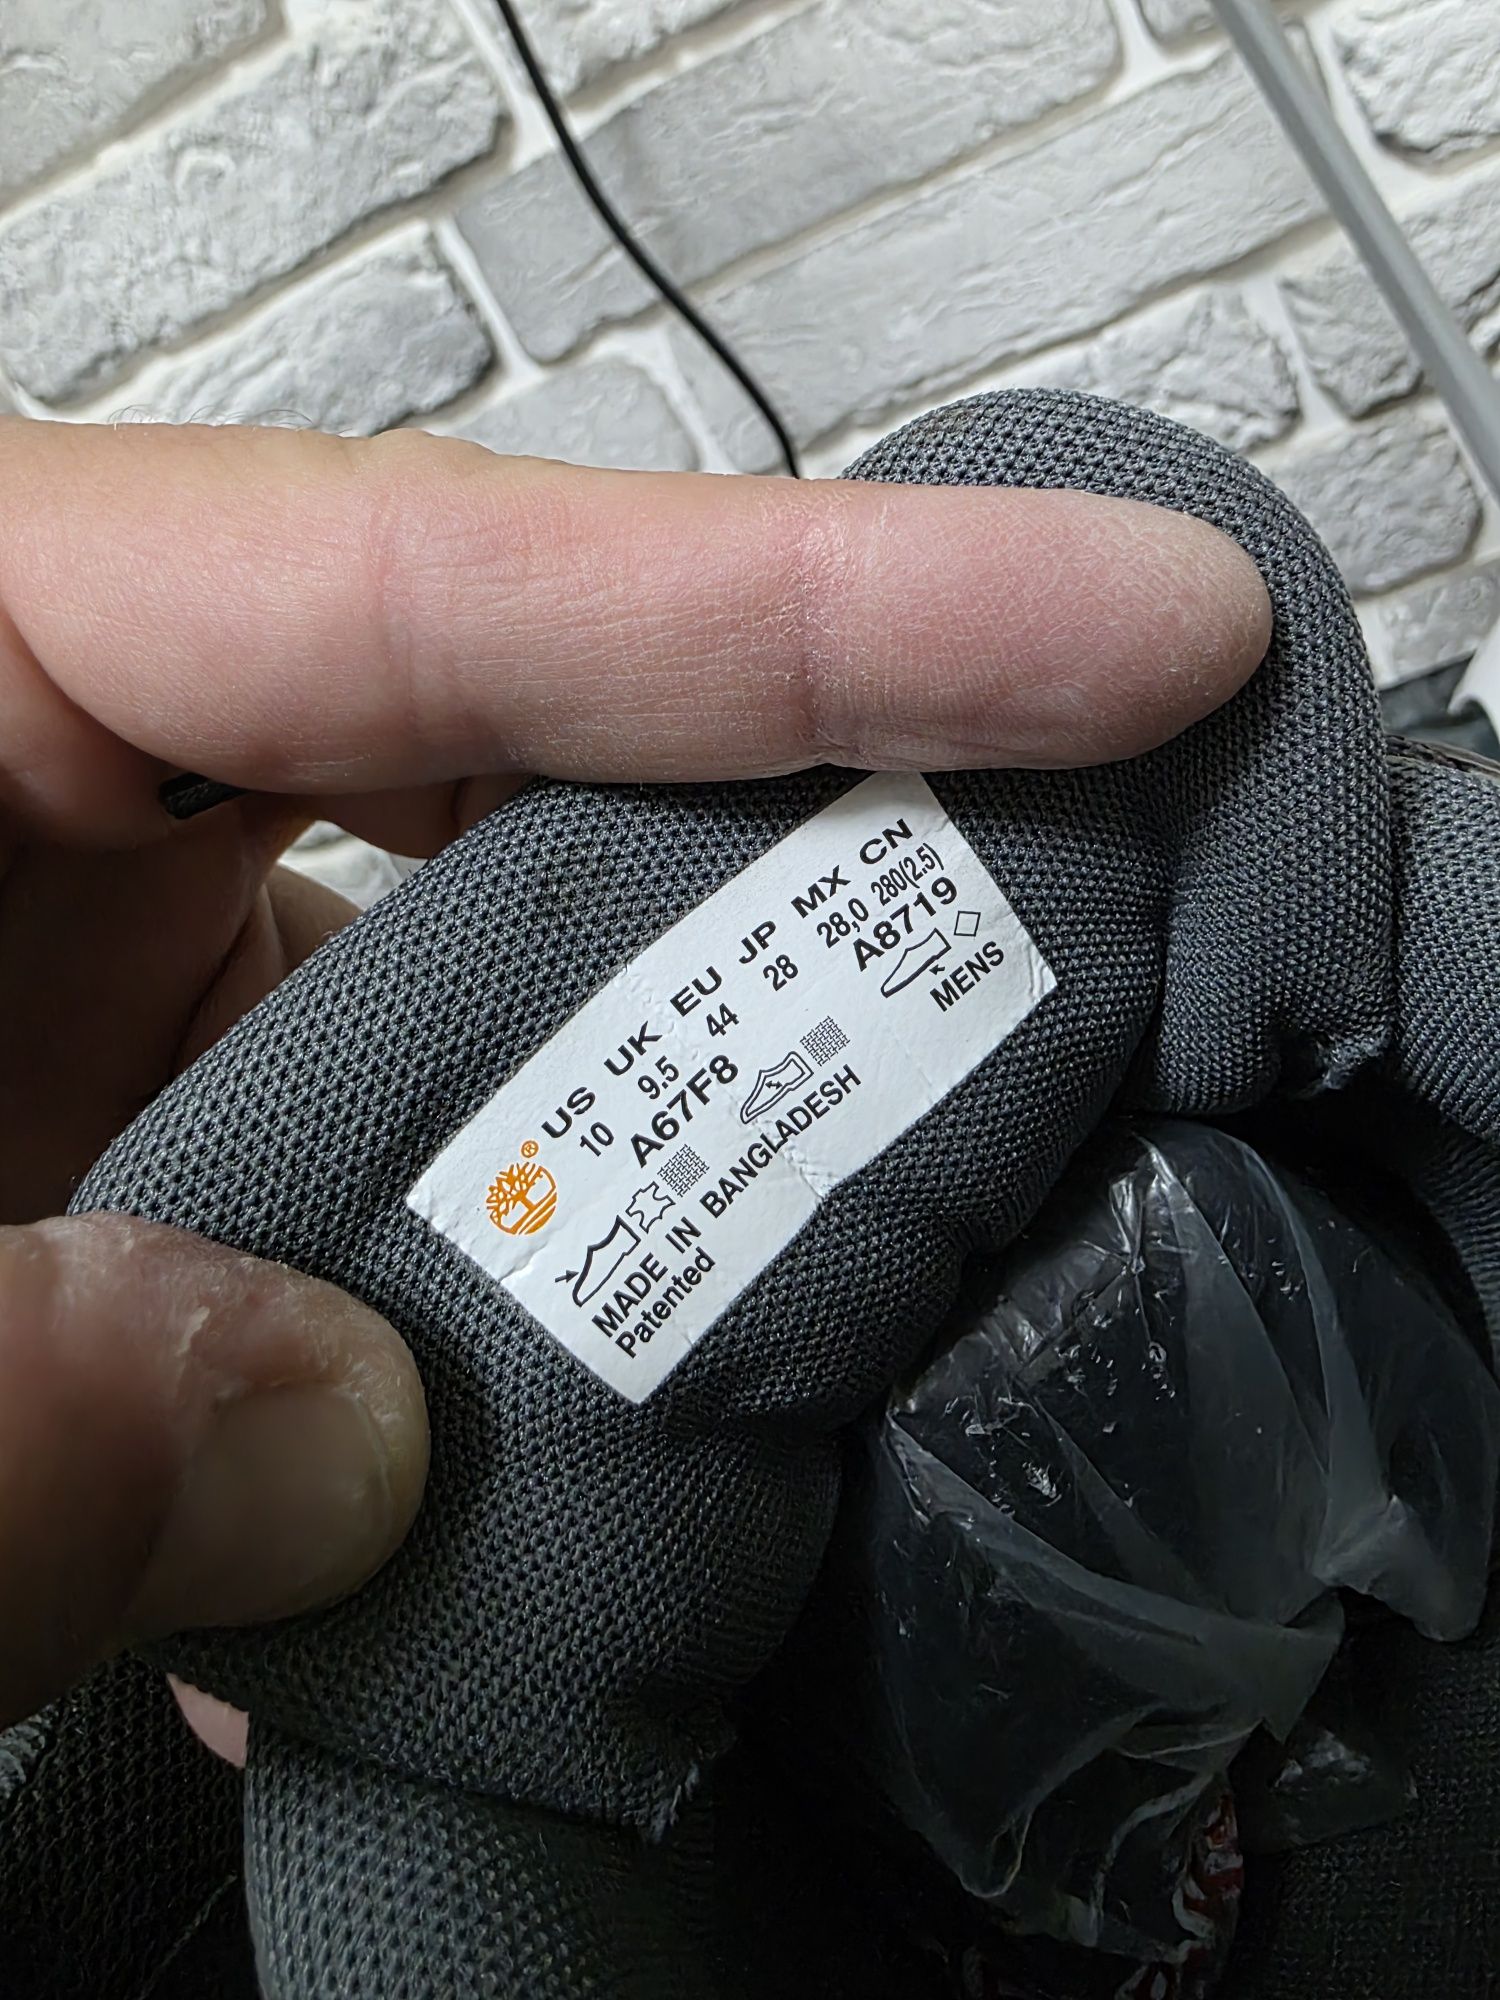 ® US UK EU JP MX CN
10 9.5 44 28 28,0 280(2.5)
A67F8 A8719
MENS
MADE IN BANGLADESH
Patented